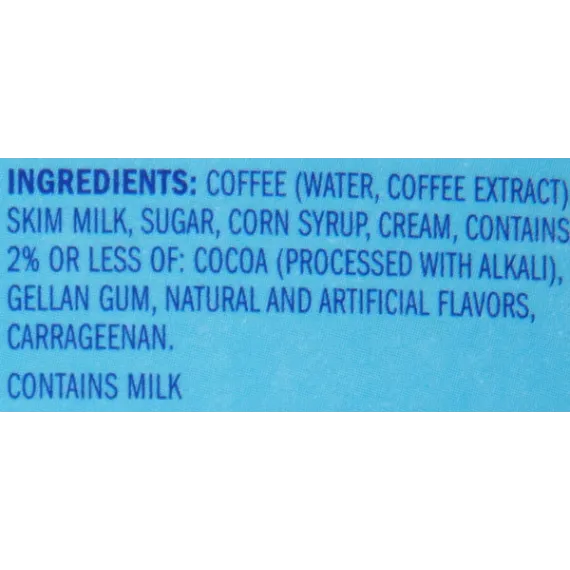 INGREDIENTS: COFFEE (WATER, COFFEE EXTRACT)
SKIM MILK, SUGAR, CORN SYRUP, CREAM, CONTAINS
2% OR LESS OF: COCOA (PROCESSED WITH ALKALI),
GELLAN GUM, NATURAL AND ARTIFICIAL FLAVORS,
CARRAGEENAN.
CONTAINS MILK